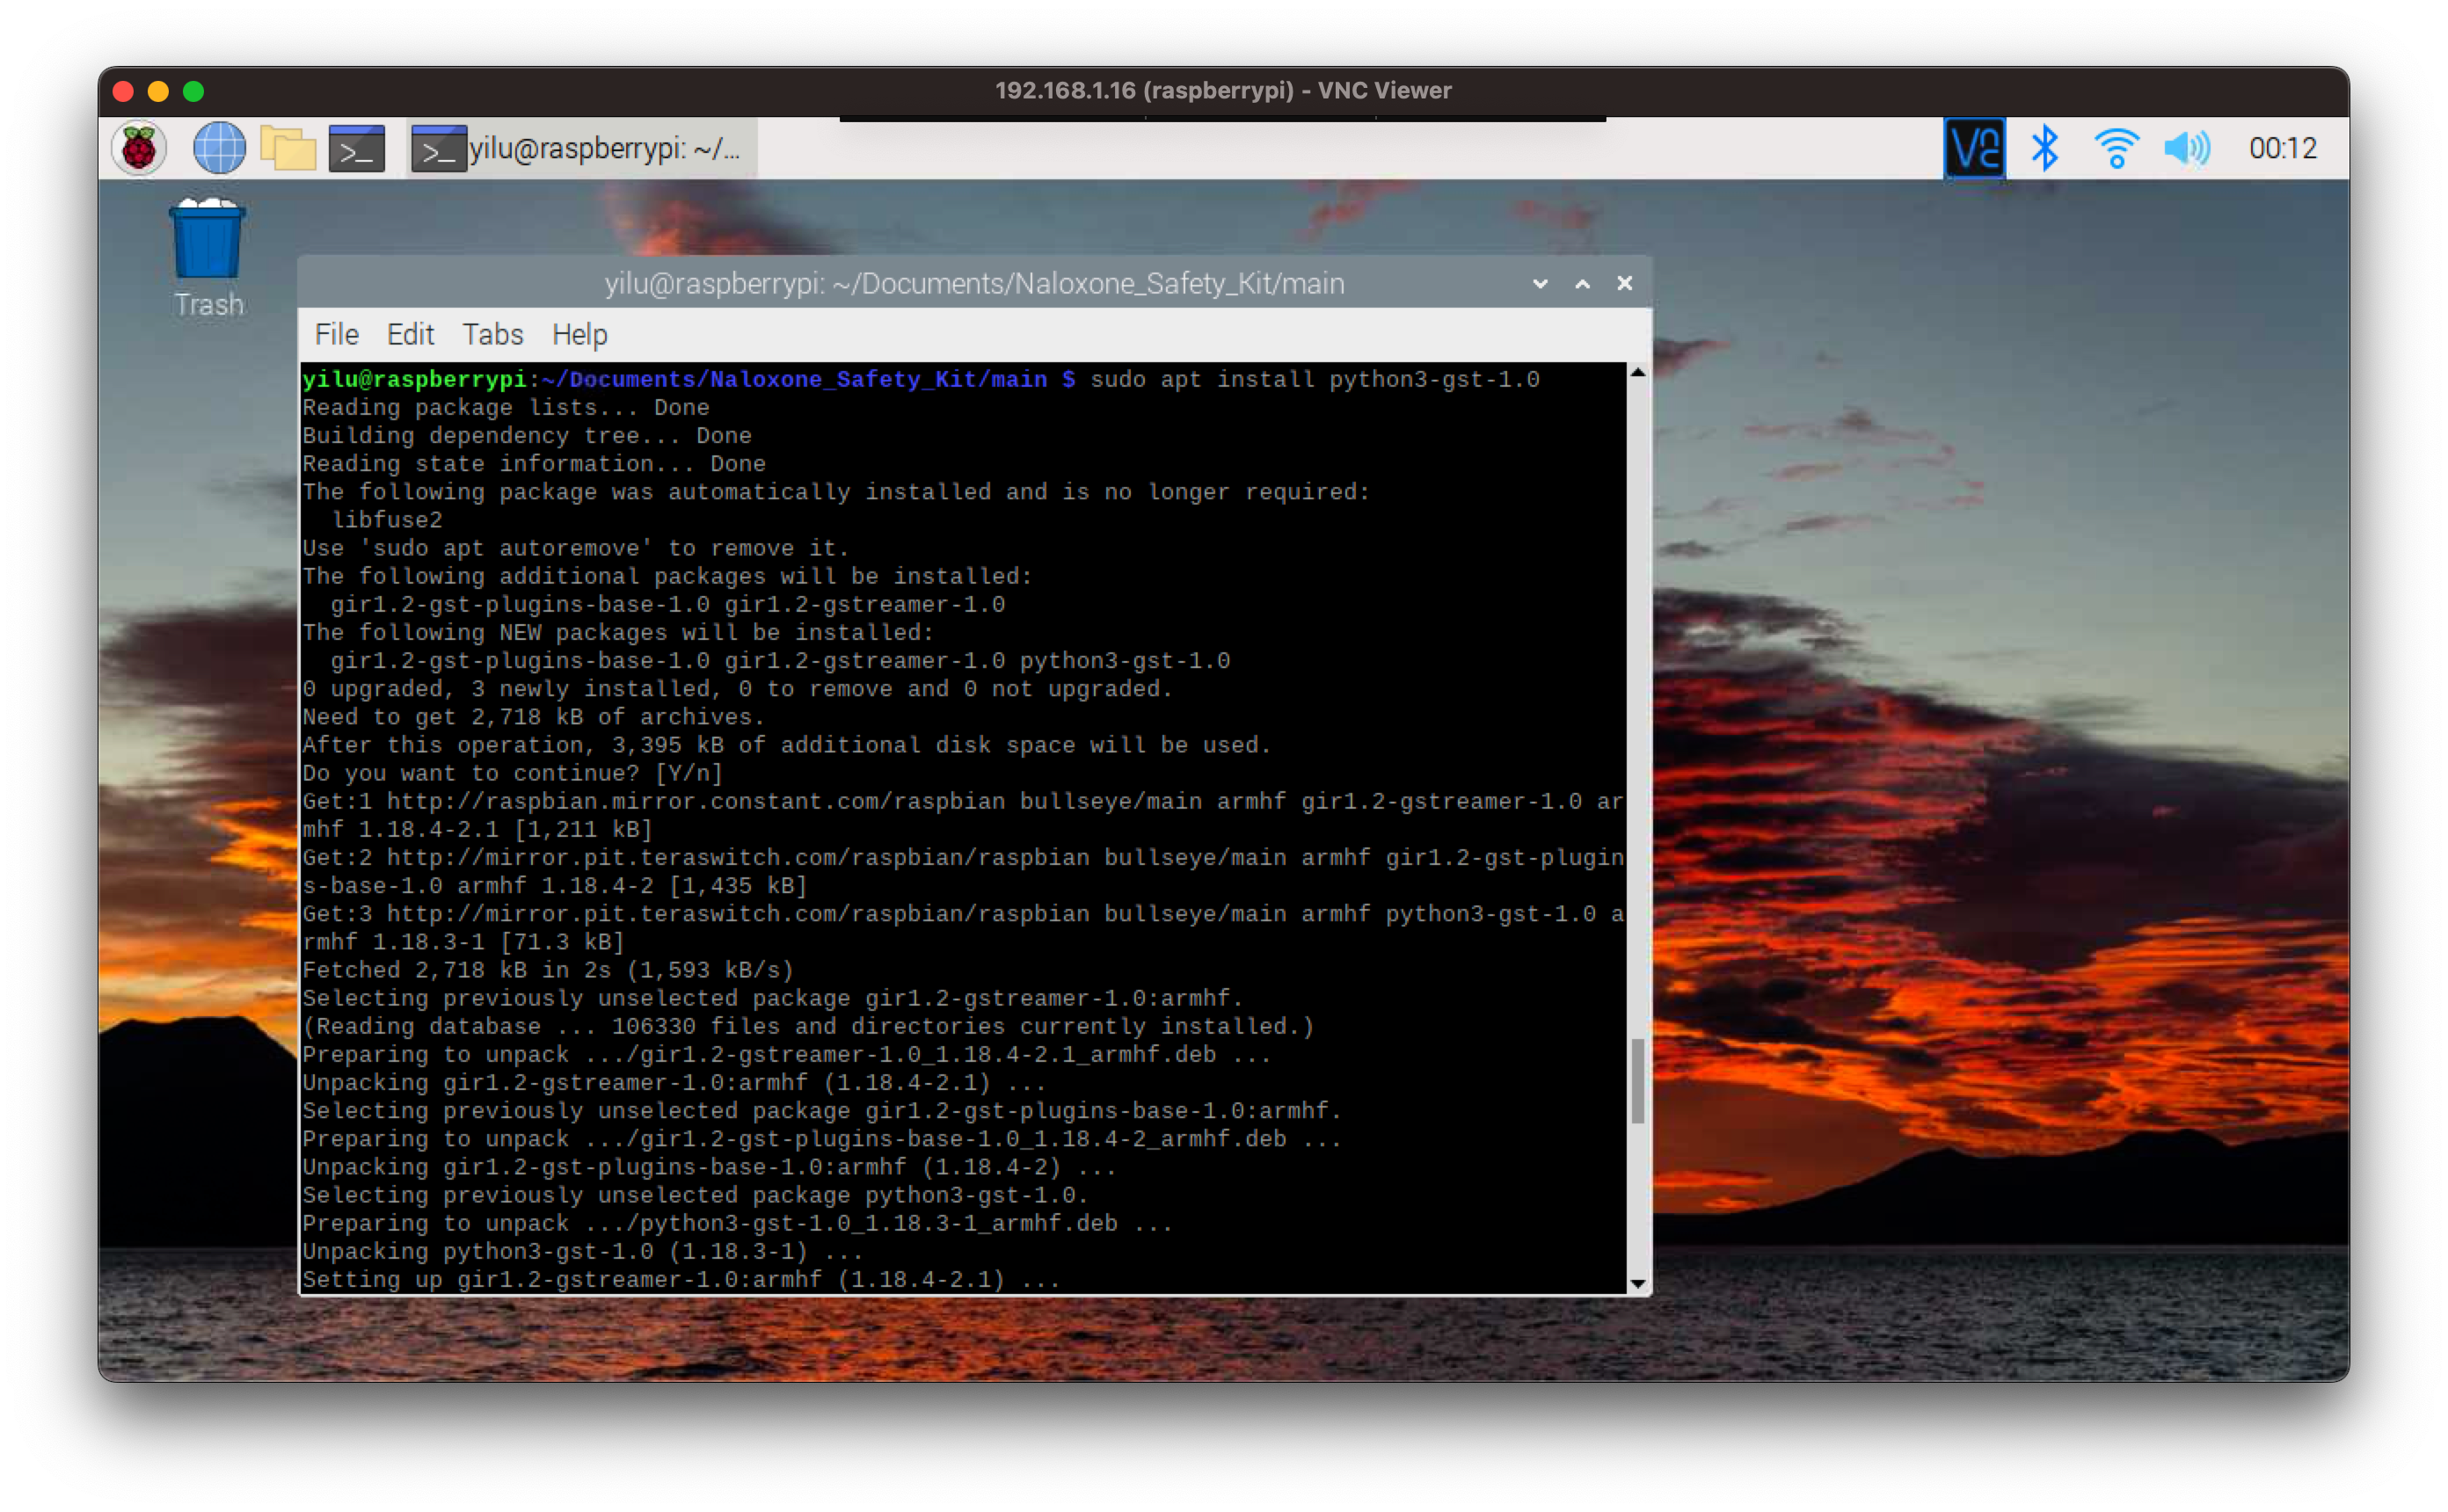 192.168.1.16 (raspberrypi) - VNC Viewer
yilu@raspberrypi: ~/...
00:12
Trash
yilu@raspberrypi: ~/Documents/Naloxone_Safety_Kit/main
File Edit Tabs Help
yilu@raspberrypi:~/Documents/Naloxone_Safety_Kit/main $ sudo apt install python3-gst-1.0
Reading package lists... Done
Building dependency tree... Done
Reading state information... Done
The following package was automatically installed and is no longer required:
libfuse2
Use 'sudo apt autoremove' to remove it.
The following additional packages will be installed:
gir1.2-gst-plugins-base-1.0 gir1.2-gstreamer-1.0
The following NEW packages will be installed:
gir1.2-gst-plugins-base-1.0 gir1.2-gstreamer-1.0 python3-gst-1.0
0 upgraded, 3 newly installed, 0 to remove and 0 not upgraded.
Need to get 2,718 kB of archives.
After this operation, 3,395 kB of additional disk space will be used.
Do you want to continue? [Y/n]
Get:1 http://raspbian.mirror.constant.com/raspbian bullseye/main armhf gir1.2-gstreamer-1.0 ar
mhf 1.18.4-2.1 [1,211 kB]
Get:2 http://mirror.pit.teraswitch.com/raspbian/raspbian bullseye/main armhf gir1.2-gst-plugin
s-base-1.0 armhf 1.18.4-2 [1,435 kB]
Get:3 http://mirror.pit.teraswitch.com/raspbian/raspbian bullseye/main armhf python3-gst-1.0 a
rmhf 1.18.3-1 [71.3 kB]
Fetched 2,718 kB in 2s (1,593 kB/s)
Selecting previously unselected package gir1.2-gstreamer-1.0:armhf.
(Reading database ... 106330 files and directories currently installed.)
Preparing to unpack .../gir1.2-gstreamer-1.0_1.18.4-2.1_armhf.deb ...
Unpacking gir1.2-gstreamer-1.0:armhf (1.18.4-2.1) ...
Selecting previously unselected package gir1.2-gst-plugins-base-1.0:armhf.
Preparing to unpack .../gir1.2-gst-plugins-base-1.0_1.18.4-2_armhf.deb ...
Unpacking gir1.2-gst-plugins-base-1.0:armhf (1.18.4-2) ...
Selecting previously unselected package python3-gst-1.0.
Preparing to unpack .../python3-gst-1.0_1.18.3-1_armhf.deb ...
Unpacking python3-gst-1.0 (1.18.3-1) ...
Setting up gir1.2-gstreamer-1.0:armhf (1.18.4-2.1) ...